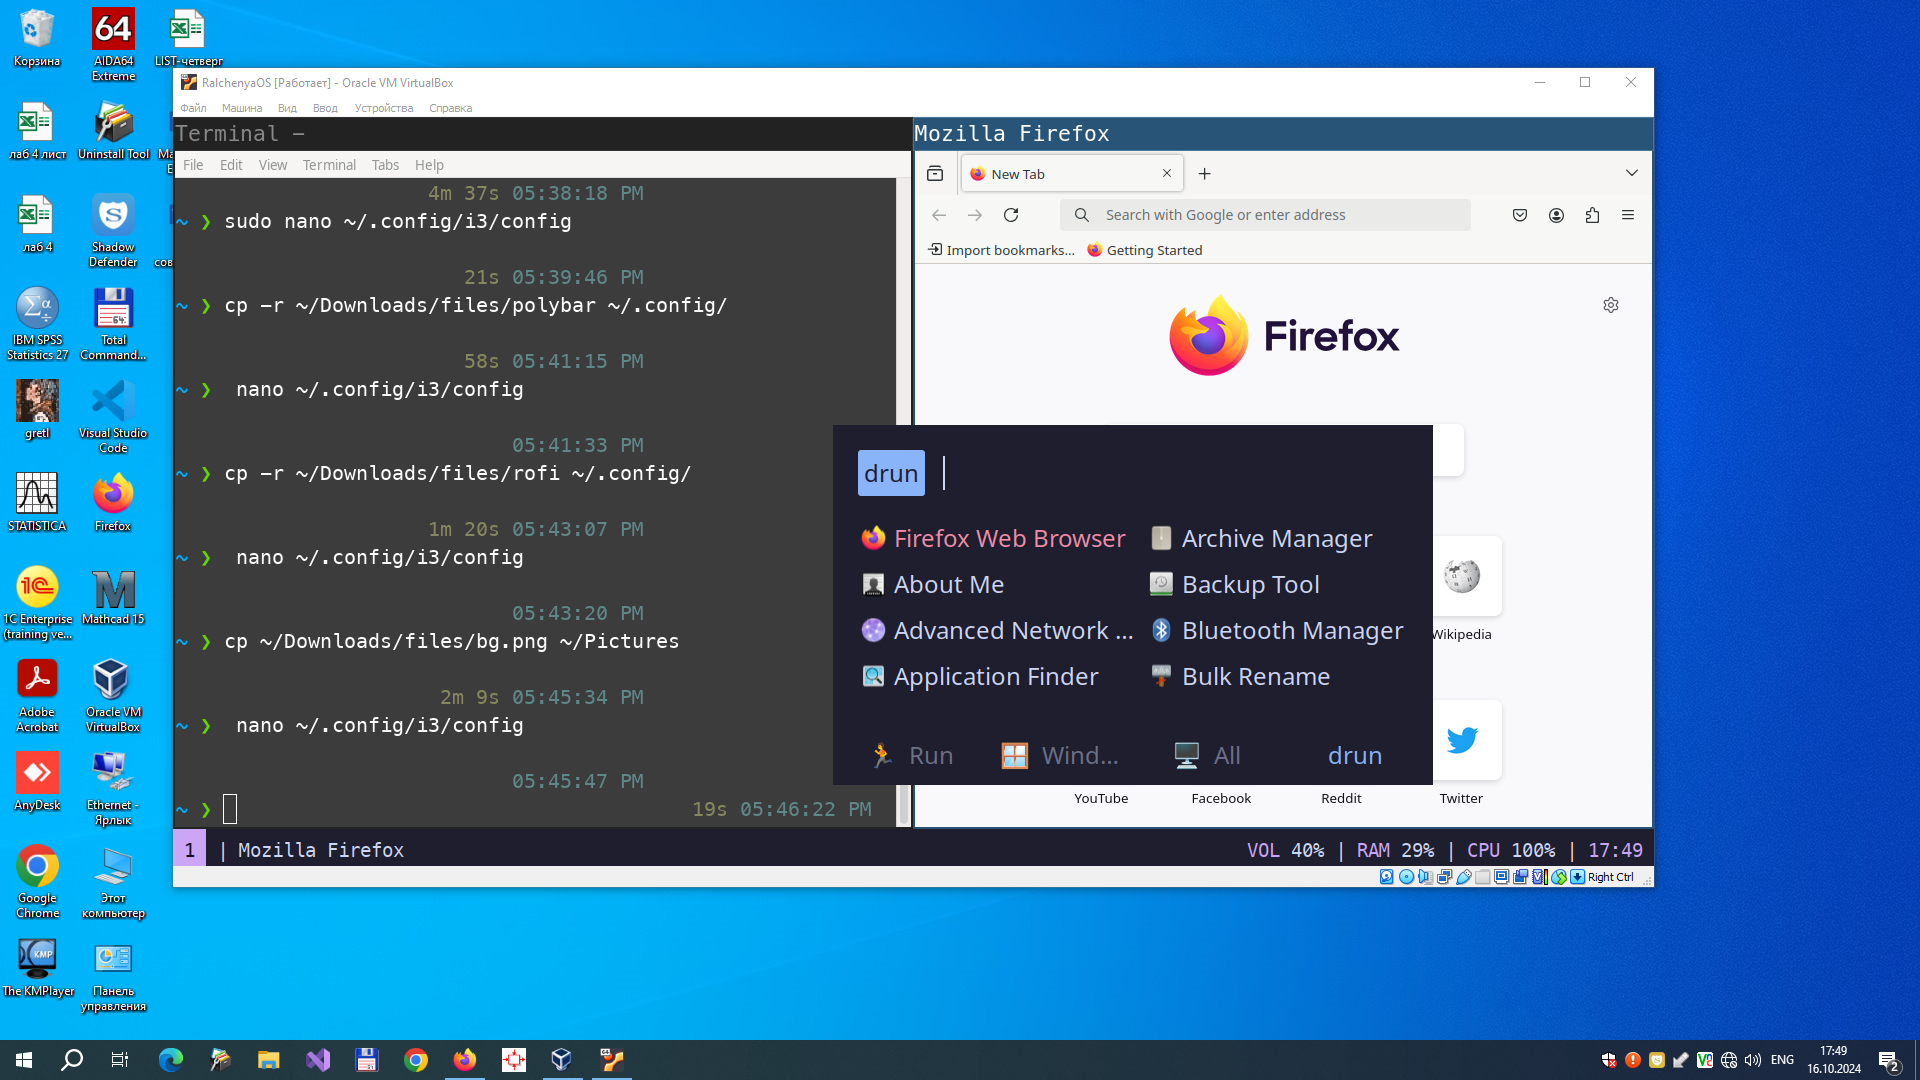 Корзина
AIDA64 Extreme
LIST-четверг
лаб 4 лист
Uninstall Tool
лаб 4
Shadow Defender
IBM SPSS Statistics 27
64
Total Command...
gretl
Visual Studio Code
STATISTICA
Firefox
1C Enterprise (training ve...
Mathcad 15
Adobe Acrobat
Oracle VM VirtualBox
AnyDesk
Ethernet - Ярлык
Google Chrome
Этот компьютер
KMP
The KMPlayer
Панель управления
RalchenyaOS [Работает] - Oracle VM VirtualBox
Файл Машина Вид Ввод Устройства Справка
Terminal -
File Edit View Terminal Tabs Help
4m 37s 05:38:18 PM
~ ❯ sudo nano ~/.config/i3/config
21s 05:39:46 PM
~ ❯ cp -r ~/Downloads/files/polybar ~/.config/
58s 05:41:15 PM
~ ❯ nano ~/.config/i3/config
05:41:33 PM
~ ❯ cp -r ~/Downloads/files/rofi ~/.config/
1m 20s 05:43:07 PM
~ ❯ nano ~/.config/i3/config
05:43:20 PM
~ ❯ cp ~/Downloads/files/bg.png ~/Pictures
2m 9s 05:45:34 PM
~ ❯ nano ~/.config/i3/config
05:45:47 PM
~ ❯ 19s 05:46:22 PM
Mozilla Firefox
New Tab
Search with Google or enter address
Import bookmarks... Getting Started
Firefox
drun
Firefox Web Browser Archive Manager
About Me Backup Tool
Advanced Network ... Bluetooth Manager
Application Finder Bulk Rename
Run Wind... All drun
Wikipedia
YouTube Facebook Reddit Twitter
1 | Mozilla Firefox
VOL 40% | RAM 29% | CPU 100% | 17:49
Right Ctrl
ENG
17:49
16.10.2024
2